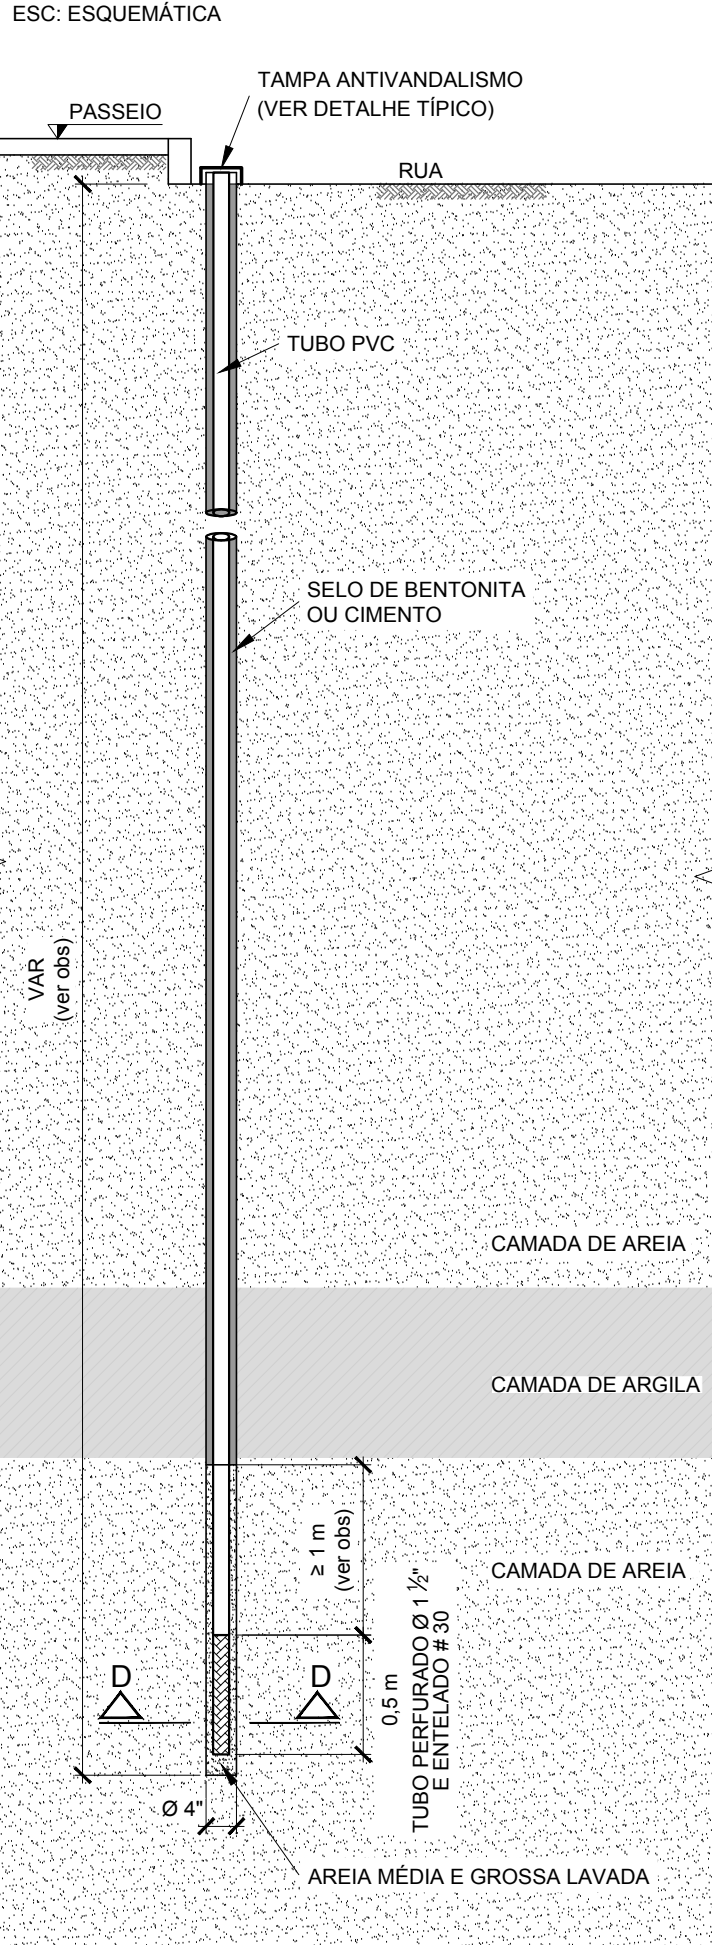 ESC: ESQUEMÁTICA
TAMPA ANTIVANDALISMO
(VER DETALHE TÍPICO)
PASSEIO
RUA
TUBO PVC
SELO DE BENTONITA
OU CIMENTO
VAR
(ver obs)
CAMADA DE AREIA
CAMADA DE ARGILA
≥ 1 m
(ver obs)
CAMADA DE AREIA
D
D
0,5 m
TUBO PERFURADO Ø 1 ½"
E ENTELADO # 30
Ø 4"
AREIA MÉDIA E GROSSA LAVADA